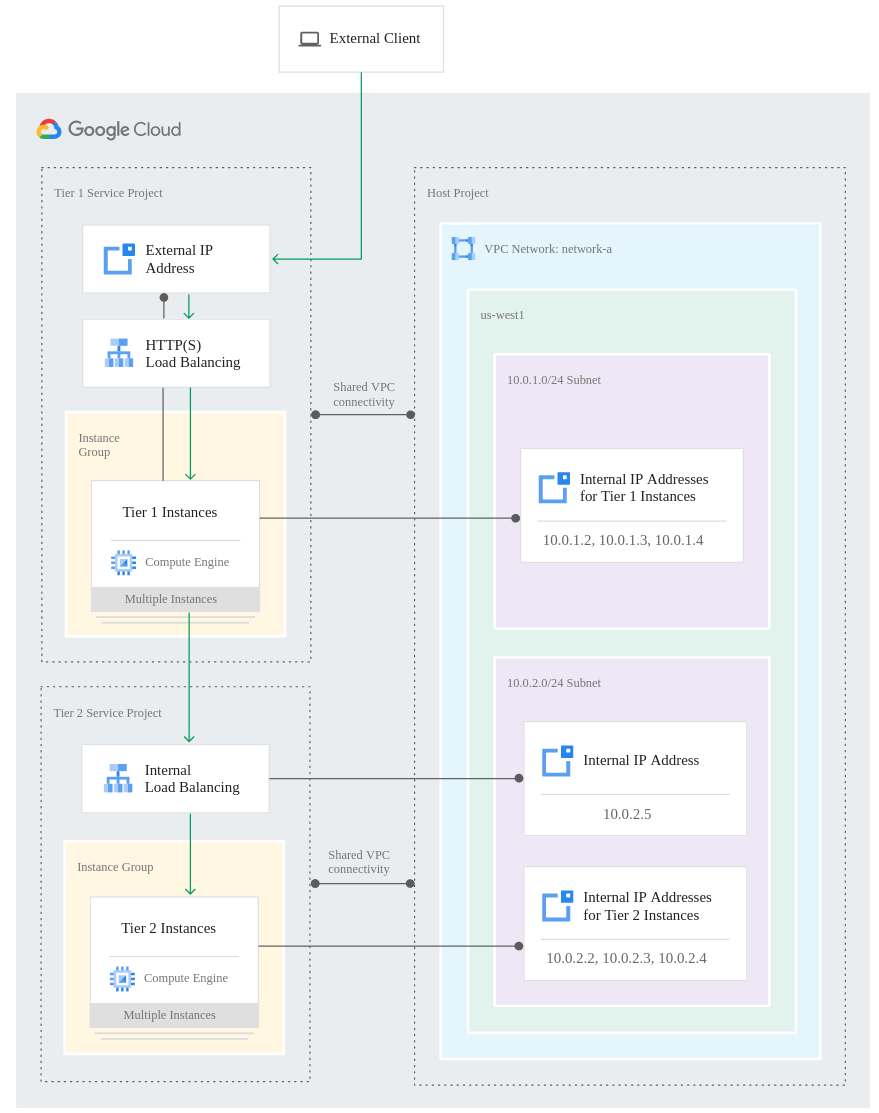 External Client
Google Cloud
Tier 1 Service Project
External IP
Address
HTTP(S)
Load Balancing
Instance
Group
Tier 1 Instances
Compute Engine
Multiple Instances
Shared VPC
connectivity
Host Project
VPC Network: network-a
us-west1
10.0.1.0/24 Subnet
Internal IP Addresses
for Tier 1 Instances
10.0.1.2, 10.0.1.3, 10.0.1.4
Tier 2 Service Project
Internal
Load Balancing
Instance Group
Tier 2 Instances
Compute Engine
Multiple Instances
Shared VPC
connectivity
10.0.2.0/24 Subnet
Internal IP Address
10.0.2.5
Internal IP Addresses
for Tier 2 Instances
10.0.2.2, 10.0.2.3, 10.0.2.4